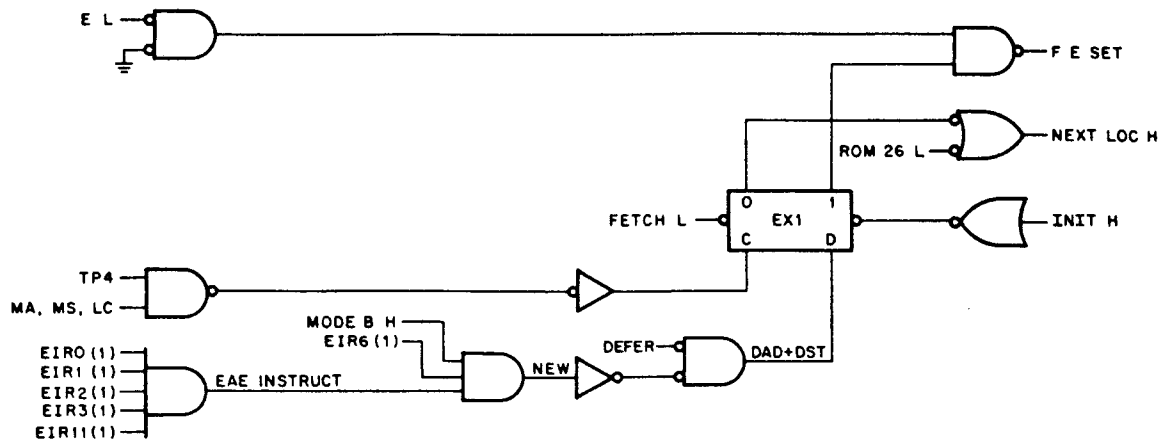 E L
F E SET
NEXT LOC H
ROM 26 L
0 1
FETCH L
EX1
INIT H
C D
TP4
MA, MS, LC
MODE B H
EIR6(1)
DEFER
DAD+DST
NEW
EIR0(1)
EIR1(1)
EAE INSTRUCT
EIR2(1)
EIR3(1)
EIR11(1)